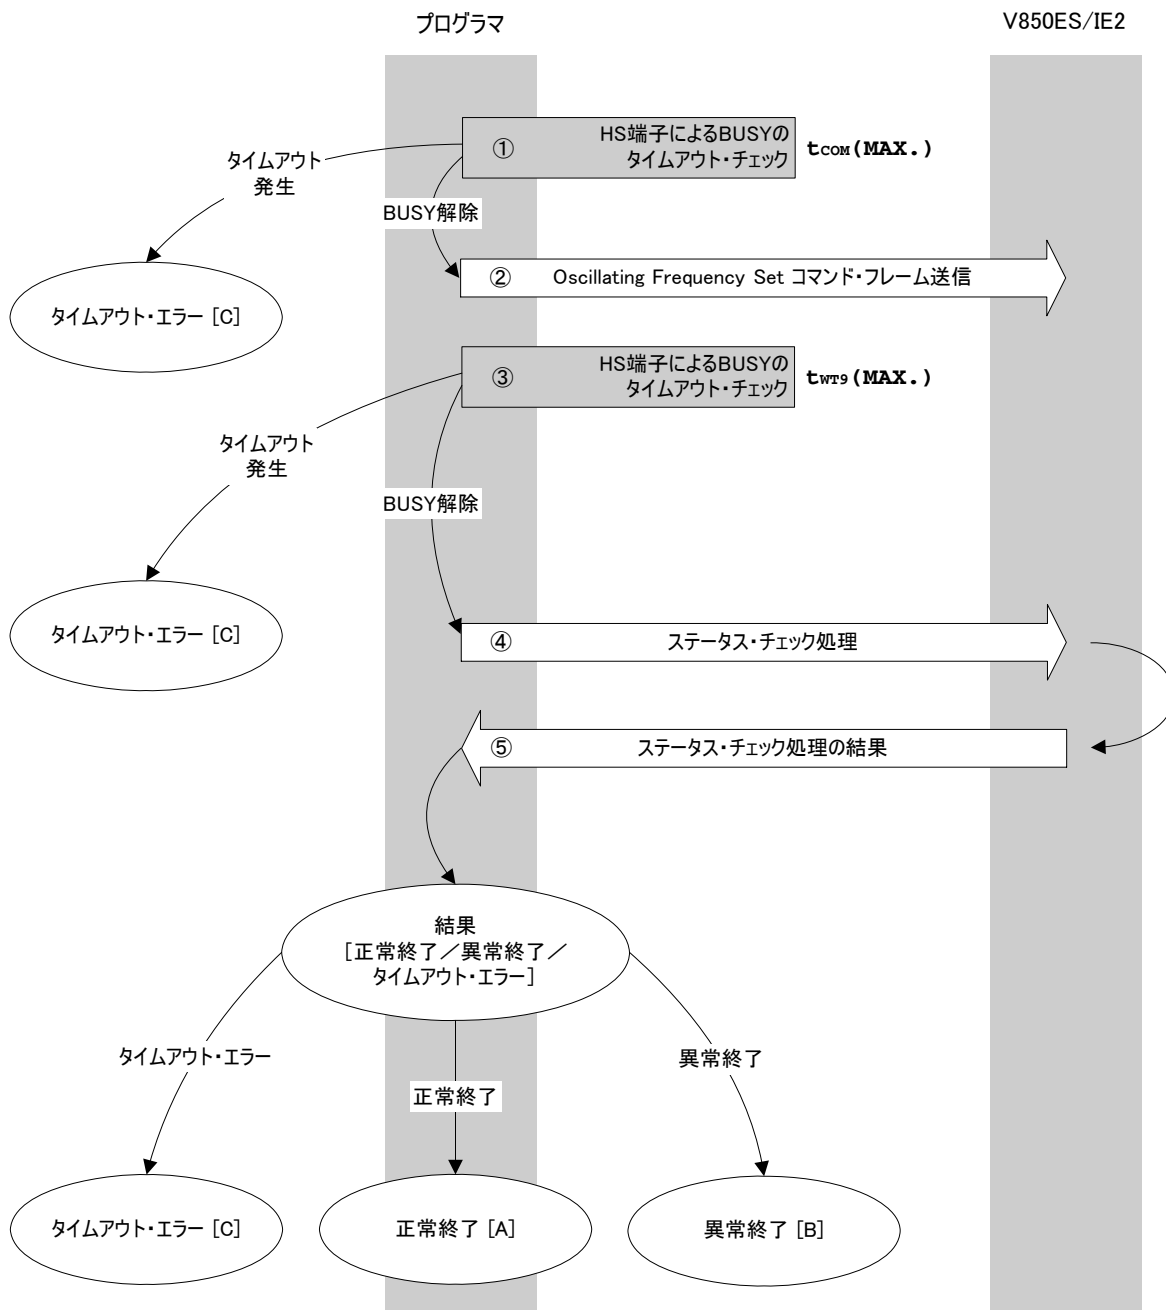 プログラマ
V850ES/IE2
①
HS端子によるBUSYの
タイムアウト・チェック
tCOM(MAX.)
タイムアウト
発生
BUSY解除
②
Oscillating Frequency Set コマンド・フレーム送信
タイムアウト・エラー [C]
③
HS端子によるBUSYの
タイムアウト・チェック
tWT9(MAX.)
タイムアウト
発生
BUSY解除
タイムアウト・エラー [C]
④
ステータス・チェック処理
⑤
ステータス・チェック処理の結果
結果
[正常終了／異常終了／
タイムアウト・エラー]
タイムアウト・エラー
正常終了
異常終了
タイムアウト・エラー [C]
正常終了 [A]
異常終了 [B]